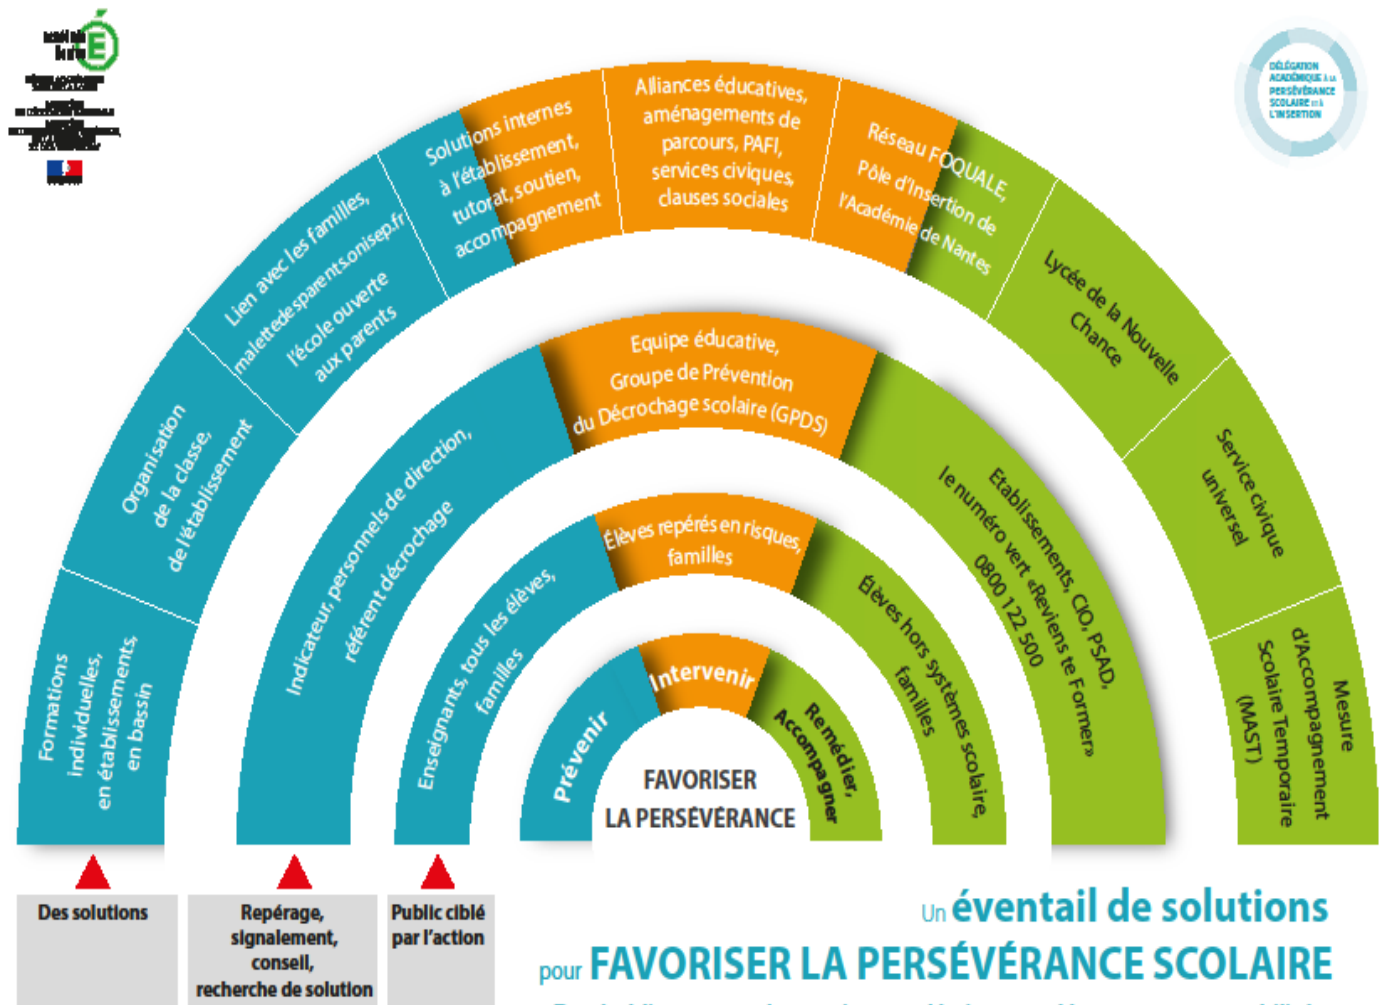 DÉLÉGATION
ACADÉMIQUE À LA
PERSÉVÉRANCE
SCOLAIRE ET À
L'INSERTION
Formations
individuelles,
en établissements,
en bassin
Organisation
de la classe,
de l'établissement
Lien avec les familles,
malettedesparents.onisep.fr
l'école ouverte
aux parents
Solutions internes
à l'établissement,
tutorat, soutien,
accompagnement
Alliances éducatives,
aménagements de
parcours, PAFI,
services civiques,
clauses sociales
Réseau FOQUALE,
Pôle d'Insertion de
l'Académie de Nantes
Lycée de la Nouvelle
Chance
Service civique
universel
Mesure
d'Accompagnement
Scolaire Temporaire
(MAST)
Indicateur, personnels de direction,
référent décrochage
Equipe éducative,
Groupe de Prévention
du Décrochage scolaire (GPDS)
Etablissements, CIO, PSAD,
le numéro vert «Reviens te Former»
0800 122 500
Enseignants, tous les élèves,
familles
Élèves repérés en risques,
familles
Élèves hors systèmes scolaire,
familles
Prévenir
Intervenir
Remédier,
Accompagner
FAVORISER
LA PERSÉVÉRANCE
Des solutions
Repérage,
signalement,
conseil,
recherche de solution
Public ciblé
par l'action
Un éventail de solutions
pour FAVORISER LA PERSÉVÉRANCE SCOLAIRE